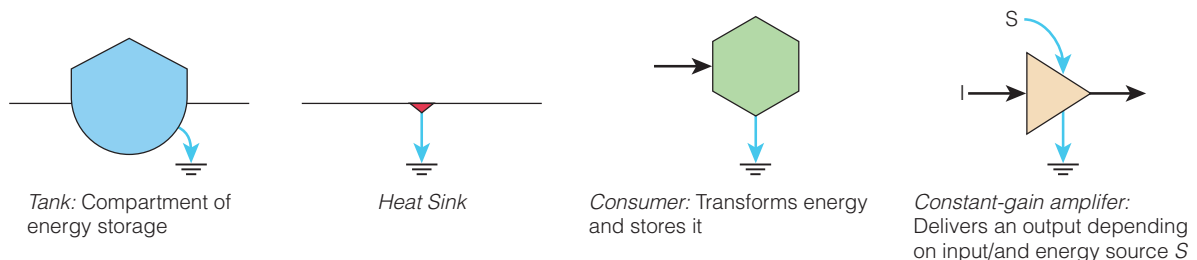 S
I
Tank: Compartment of
energy storage
Heat Sink
Consumer: Transforms energy
and stores it
Constant-gain amplifer:
Delivers an output depending
on input/and energy source S